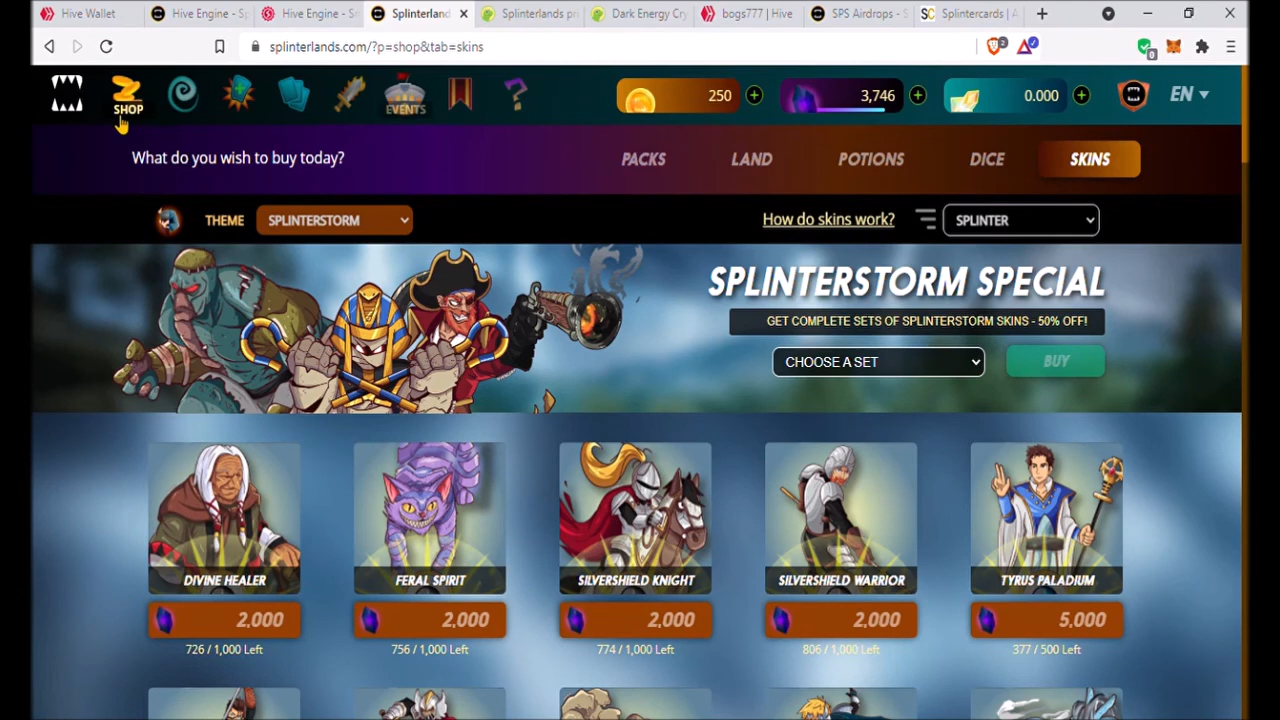 Hive Wallet
Hive Engine - Sp
Hive Engine - Sm
Splinterland
Splinterlands pr
Dark Energy Cry
bogs777 | Hive
SPS Airdrops - S
Splintercards | A
splinterlands.com/?p=shop&tab=skins
SHOP
EVENTS
250
3,746
0.000
EN
What do you wish to buy today?
PACKS
LAND
POTIONS
DICE
SKINS
THEME
SPLINTERSTORM
How do skins work?
SPLINTER
SPLINTERSTORM SPECIAL
GET COMPLETE SETS OF SPLINTERSTORM SKINS - 50% OFF!
CHOOSE A SET
BUY
DIVINE HEALER
FERAL SPIRIT
SILVERSHIELD KNIGHT
SILVERSHIELD WARRIOR
TYRUS PALADIUM
2,000
2,000
2,000
2,000
5,000
726 / 1,000 Left
756 / 1,000 Left
774 / 1,000 Left
806 / 1,000 Left
377 / 500 Left